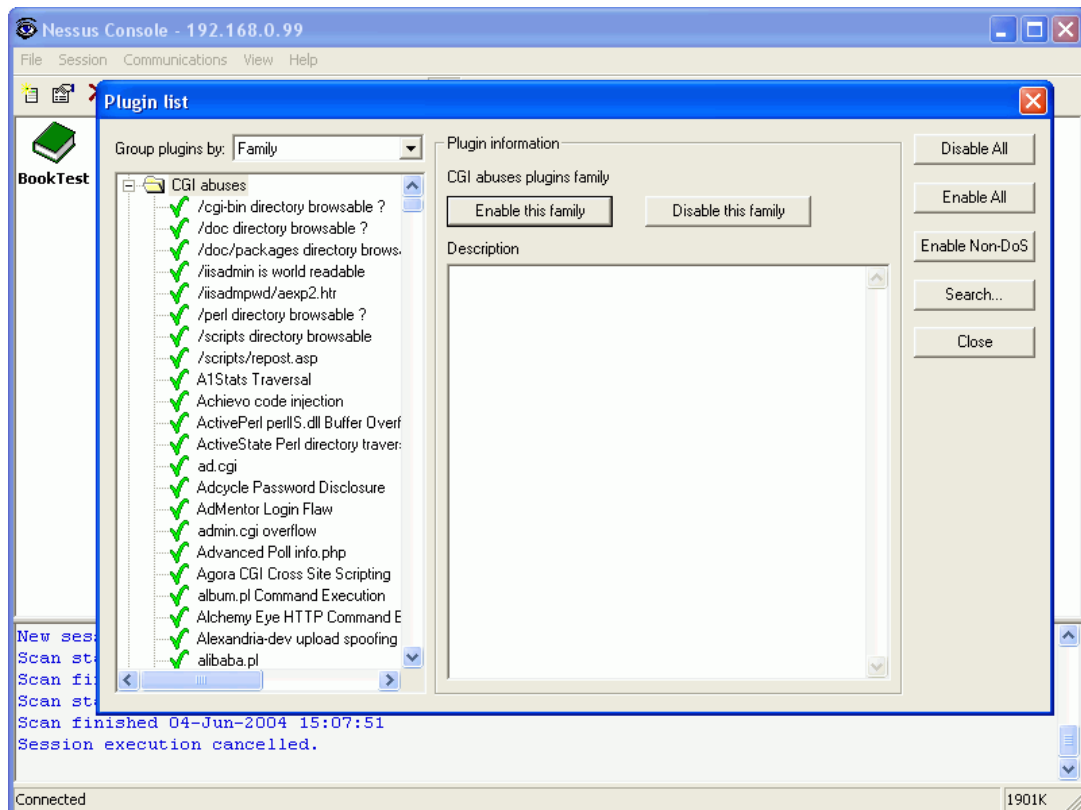 Nessus Console - 192.168.0.99
File Session Communications View Help
Plugin list
BookTest
Group plugins by: Family
CGI abuses
/cgi-bin directory browsable ?
/doc directory browsable ?
/doc/packages directory brows
/iisadmin is world readable
/iisadmpwd/aexp2.htr
/perl directory browsable ?
/scripts directory browsable
/scripts/repost.asp
A1Stats Traversal
Achievo code injection
ActivePerl perlIS.dll Buffer Overf
ActiveState Perl directory traver
ad.cgi
Adcycle Password Disclosure
AdMentor Login Flaw
admin.cgi overflow
Advanced Poll info.php
Agora CGI Cross Site Scripting
album.pl Command Execution
Alchemy Eye HTTP Command E
Alexandria-dev upload spoofing
alibaba.pl
Plugin information
CGI abuses plugins family
Enable this family Disable this family
Description
Disable All
Enable All
Enable Non-DoS
Search...
Close
New ses
Scan sta
Scan fi
Scan sta
Scan finished 04-Jun-2004 15:07:51
Session execution cancelled.
Connected 1901K